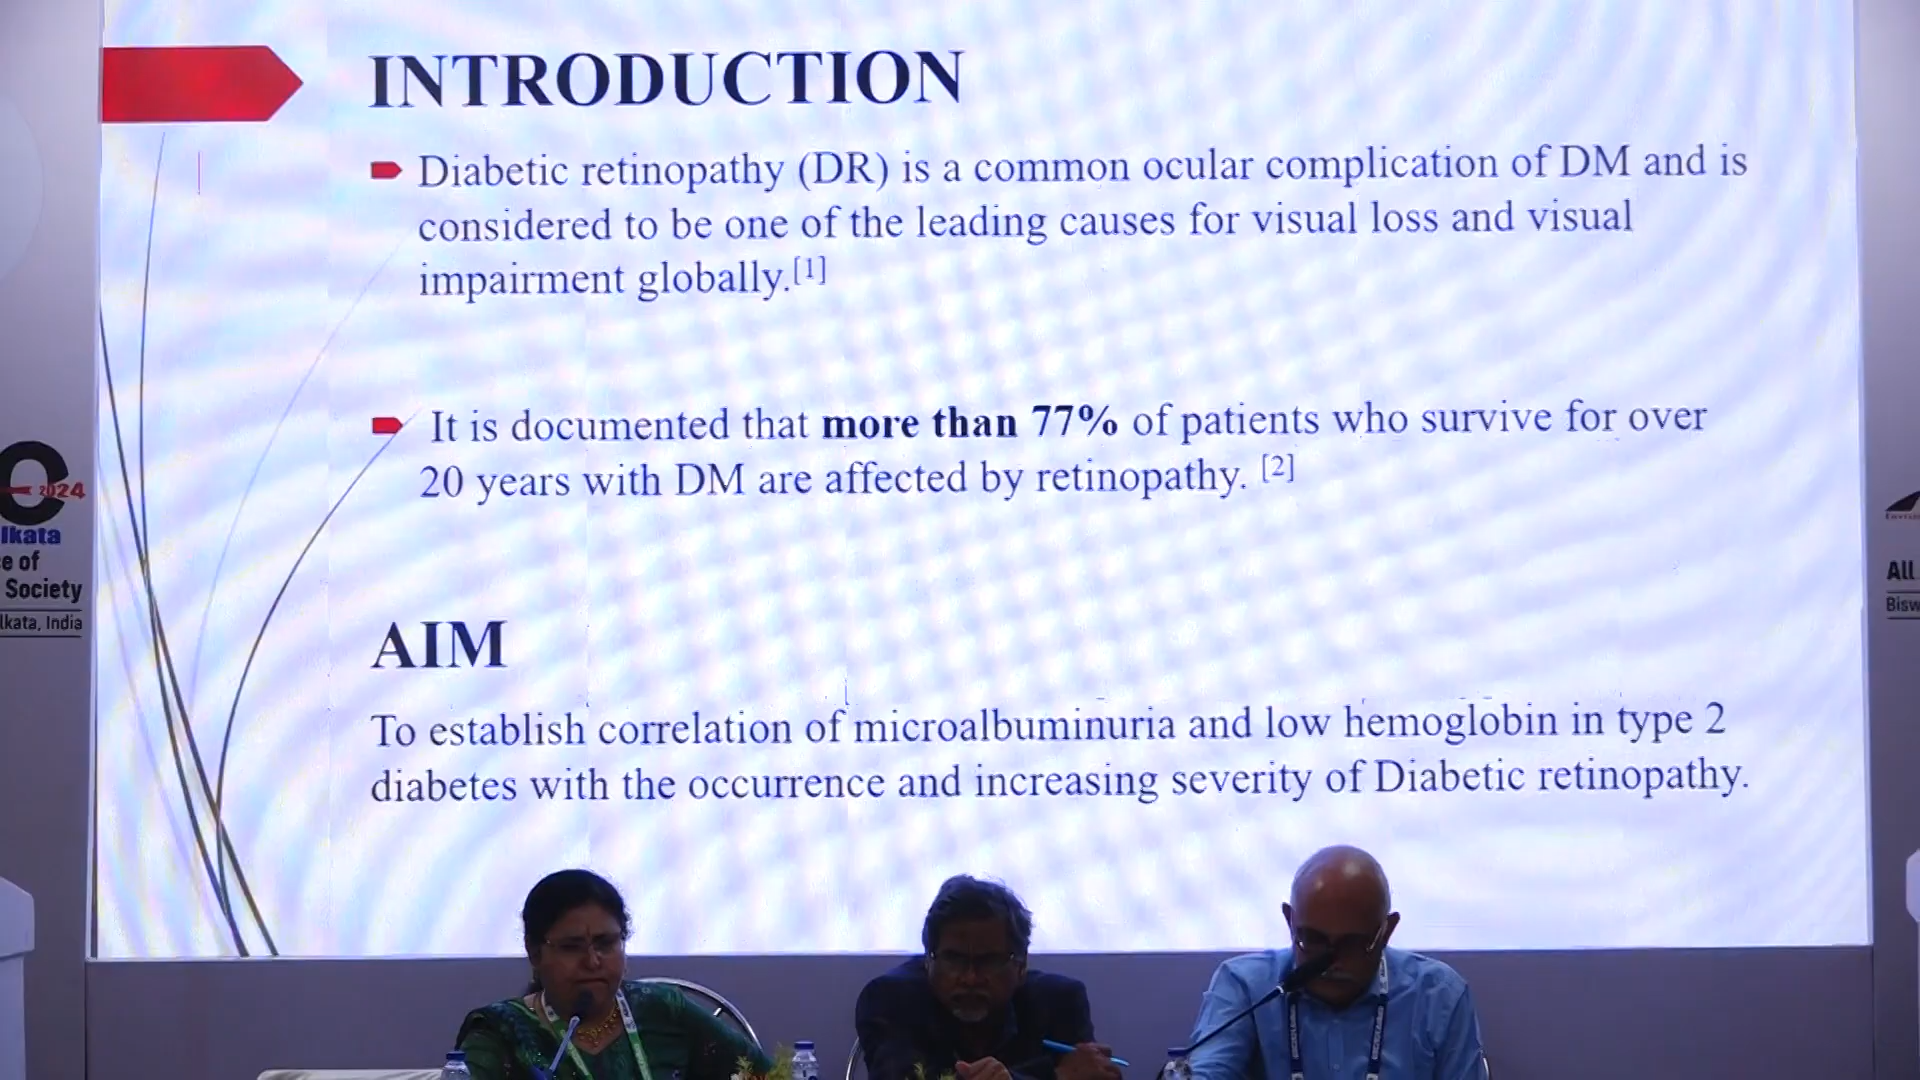 INTRODUCTION
Diabetic retinopathy (DR) is a common ocular complication of DM and is
considered to be one of the leading causes for visual loss and visual
impairment globally.[1]
It is documented that more than 77% of patients who survive for over
20 years with DM are affected by retinopathy. [2]
AIM
To establish correlation of microalbuminuria and low hemoglobin in type 2
diabetes with the occurrence and increasing severity of Diabetic retinopathy.
2024
lkata
e of
Society
lkata, India
All
Bisw